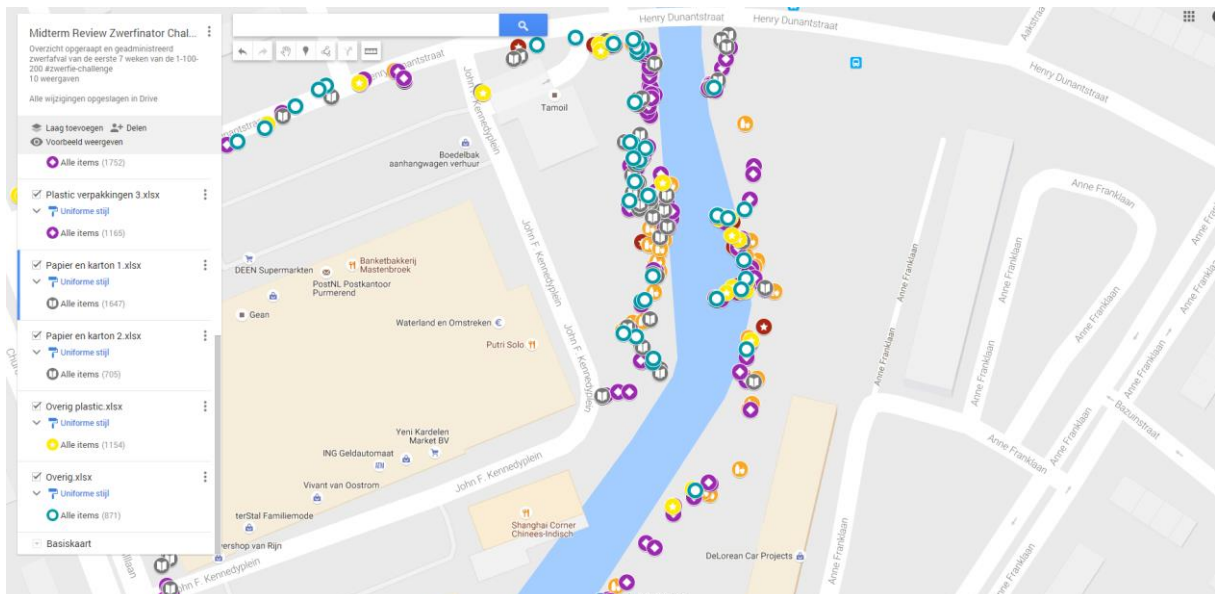 Midterm Review Zwerfinator Chal...
Overzicht opgeraapt en geadministreerd
zwerfafval van de eerste 7 weken van de 1-100-
200 #zwerfie-challenge
10 weergaven
Alle wijzigingen opgeslagen in Drive
Laag toevoegen Delen
Voorbeeld weergeven
Alle items (1752)
Plastic verpakkingen 3.xlsx
Uniforme stijl
Alle items (1165)
Papier en karton 1.xlsx
Uniforme stijl
Alle items (1647)
Papier en karton 2.xlsx
Uniforme stijl
Alle items (705)
Overig plastic.xlsx
Uniforme stijl
Alle items (1154)
Overig.xlsx
Uniforme stijl
Alle items (871)
Basiskaart
Henry Dunantstraat
Henry Dunantstraat
Henry Dunantstraat
Aakstraat
John F. Kennedyplein
Tamoil
Boedelbak
aanhangwagen verhuur
John F. Kennedyplein
DEEN Supermarkten
Banketbakkerij
Mastenbroek
PostNL Postkantoor
Purmerend
Gean
Waterland en Omstreken
Putri Solo
John F. Kennedyplein
Yeni Kardelen
Market BV
ING Geldautomaat
Vivant van Oostrom
John F. Kennedyplein
terStal Familiemode
Shanghai Corner
Chinees-Indisch
vershop van Rijn
John F. Kennedyplein
DeLorean Car Projects
Anne Franklaan
Anne Franklaan
Anne Franklaan
Anne Franklaan
Anne Franklaan
Anne Franklaan
Anne Franklaan
Bazuinstraat